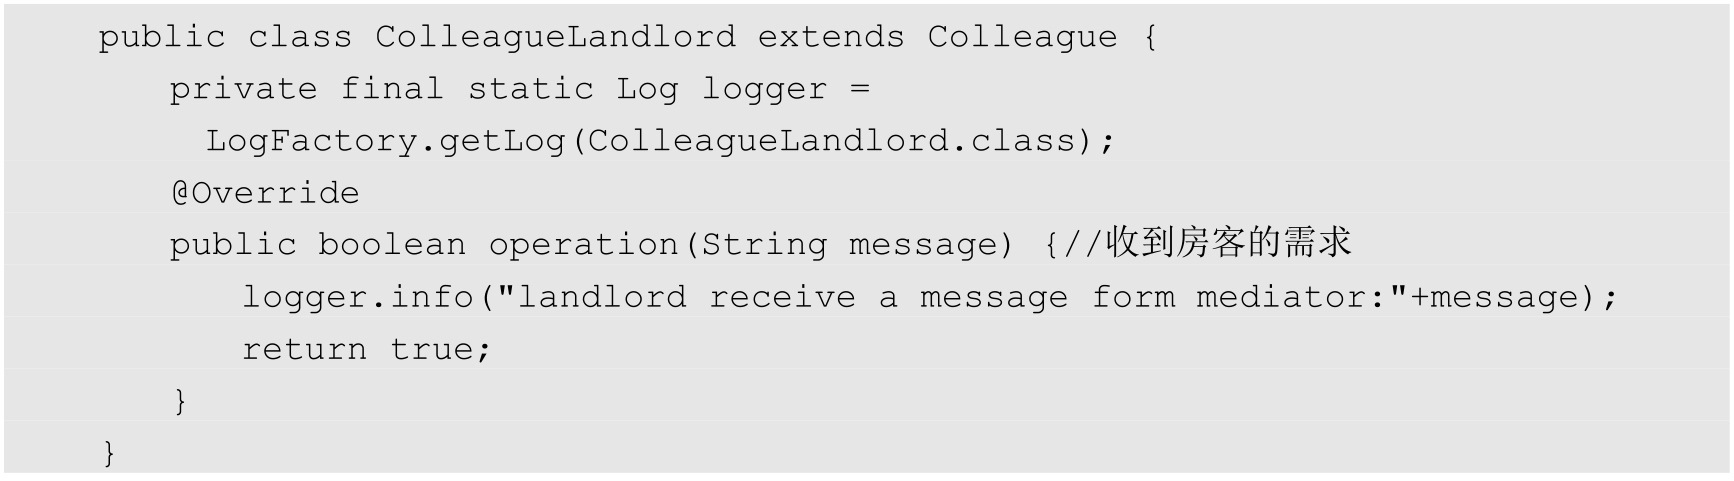 public class ColleagueLandlord extends Colleague {
private final static Log logger =
LogFactory.getLog(ColleagueLandlord.class);
@Override
public boolean operation(String message) {//收到房客的需求
logger.info("landlord receive a message form mediator:"+message);
return true;
}
}